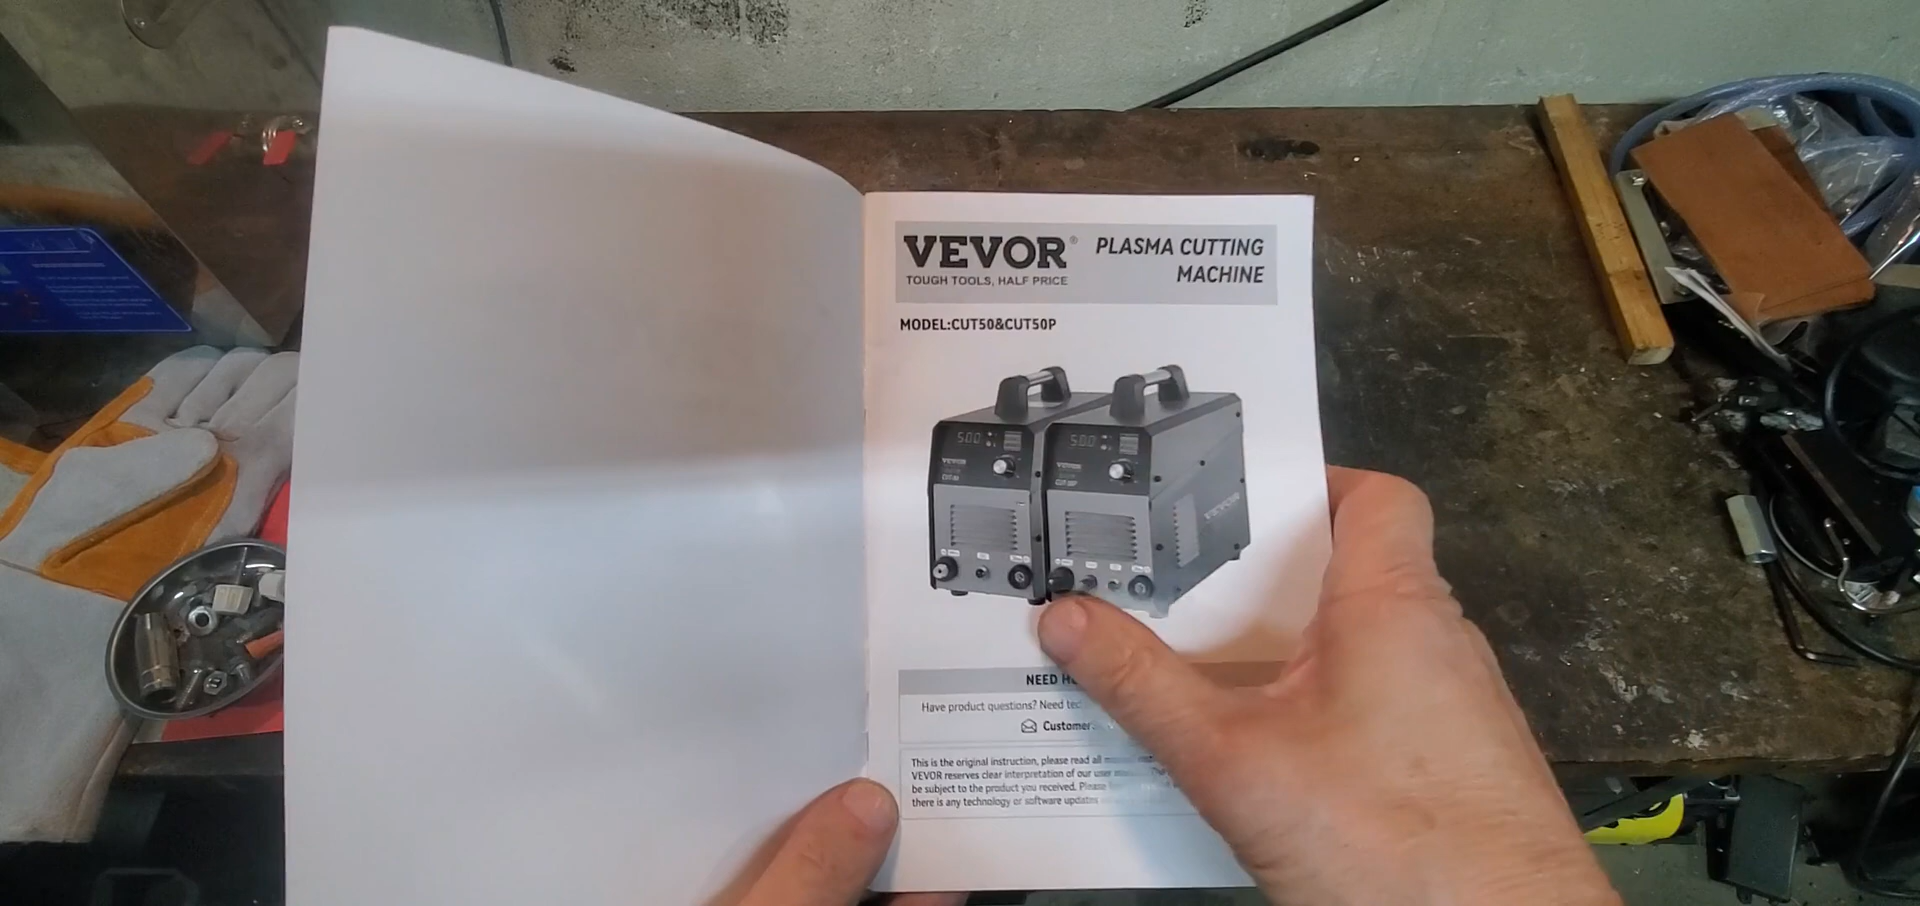 VEVOR®
TOUGH TOOLS, HALF PRICE
PLASMA CUTTING
MACHINE
MODEL:CUT50&CUT50P
500
VEVOR
500
VEVOR
CUT-50P
VEVOR
NEED
Have product questions? Need
Customer
This is the original instruction, please read all
VEVOR reserves clear interpretation of our user
be subject to the product you received. Please
there is any technology or software updates